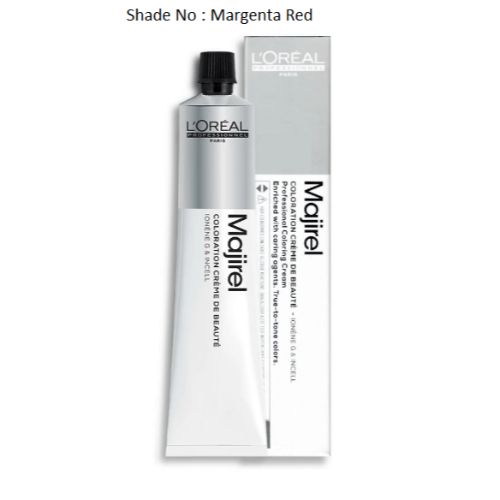 Shade No : Margenta Red
L'ORÉAL
PROFESSIONNEL
PARIS
L'ORÉAL
PROFESSIONNEL
PARIS
Majirel
COLORATION CRÈME DE BEAUTÉ
IONÈNE G & INCELL
Majirel
COLORATION CRÈME DE BEAUTÉ - IONÈNE G & INCELL
Professional Coloring Cream
Enriched with caring agents. True-to-tone colors.